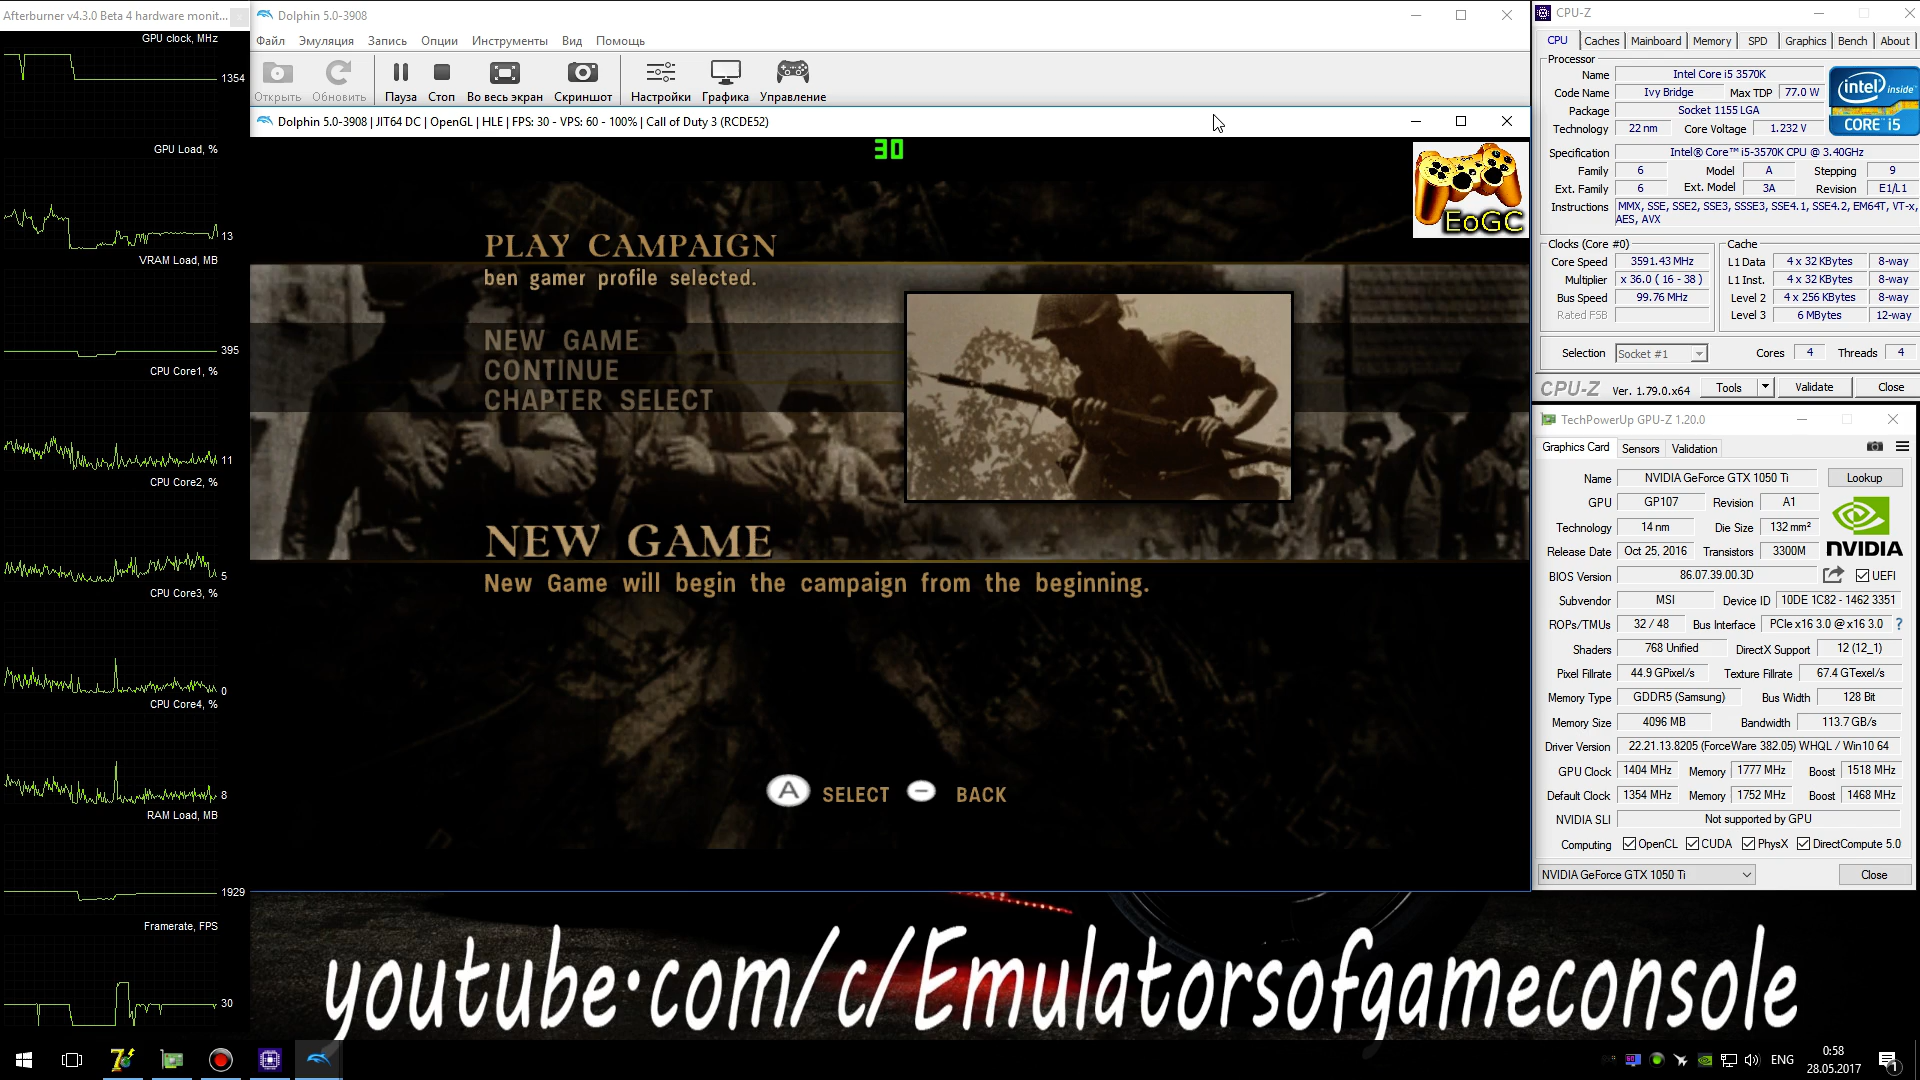 Afterburner v4.3.0 Beta 4 hardware monit...
GPU clock, MHz
1354
GPU Load, %
13
VRAM Load, MB
395
CPU Core1, %
11
CPU Core2, %
5
CPU Core3, %
0
CPU Core4, %
8
RAM Load, MB
1929
Framerate, FPS
30
Dolphin 5.0-3908
Файл Эмуляция Запись Опции Инструменты Вид Помощь
Открыть Обновить Пауза Стоп Во весь экран Скриншот Настройки Графика Управление
Dolphin 5.0-3908 | JIT64 DC | OpenGL | HLE | FPS: 30 - VPS: 60 - 100% | Call of Duty 3 (RCDE52)
30
EoGC
PLAY CAMPAIGN
ben gamer profile selected.
NEW GAME
CONTINUE
CHAPTER SELECT
NEW GAME
New Game will begin the campaign from the beginning.
A SELECT − BACK
youtube.com/c/Emulatorsofgameconsole
CPU-Z
CPU Caches Mainboard Memory SPD Graphics Bench About
Processor
Name Intel Core i5 3570K
Code Name Ivy Bridge Max TDP 77.0 W
Package Socket 1155 LGA
Technology 22 nm Core Voltage 1.232 V
intel inside™
CORE i5
Specification Intel® Core™ i5-3570K CPU @ 3.40GHz
Family 6 Model A Stepping 9
Ext. Family 6 Ext. Model 3A Revision E1/L1
Instructions MMX, SSE, SSE2, SSE3, SSSE3, SSE4.1, SSE4.2, EM64T, VT-x,
AES, AVX
Clocks (Core #0) Cache
Core Speed 3591.43 MHz L1 Data 4 x 32 KBytes 8-way
Multiplier x 36.0 ( 16 - 38 ) L1 Inst. 4 x 32 KBytes 8-way
Bus Speed 99.76 MHz Level 2 4 x 256 KBytes 8-way
Rated FSB Level 3 6 MBytes 12-way
Selection Socket #1 Cores 4 Threads 4
CPU-Z Ver. 1.79.0.x64 Tools Validate Close
TechPowerUp GPU-Z 1.20.0
Graphics Card Sensors Validation
Name NVIDIA GeForce GTX 1050 Ti Lookup
GPU GP107 Revision A1
Technology 14 nm Die Size 132 mm²
Release Date Oct 25, 2016 Transistors 3300M
NVIDIA
BIOS Version 86.07.39.00.3D UEFI
Subvendor MSI Device ID 10DE 1C82 - 1462 3351
ROPs/TMUs 32 / 48 Bus Interface PCIe x16 3.0 @ x16 3.0 ?
Shaders 768 Unified DirectX Support 12 (12_1)
Pixel Fillrate 44.9 GPixel/s Texture Fillrate 67.4 GTexel/s
Memory Type GDDR5 (Samsung) Bus Width 128 Bit
Memory Size 4096 MB Bandwidth 113.7 GB/s
Driver Version 22.21.13.8205 (ForceWare 382.05) WHQL / Win10 64
GPU Clock 1404 MHz Memory 1777 MHz Boost 1518 MHz
Default Clock 1354 MHz Memory 1752 MHz Boost 1468 MHz
NVIDIA SLI Not supported by GPU
Computing OpenCL CUDA PhysX DirectCompute 5.0
NVIDIA GeForce GTX 1050 Ti Close
ENG
0:58
28.05.2017
1